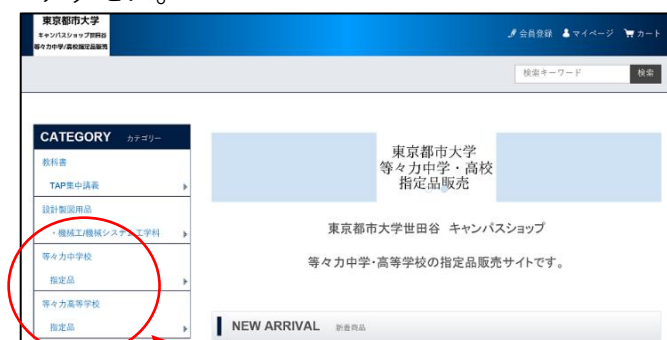 東京都市大学
キャンパスショップ世田谷
等々力中学/高校指定品販売
会員登録 マイページ カート
検索キーワード 検索
CATEGORY カテゴリー
教科書
TAP集中講義
設計製図用品
・機械工/機械システム工学科
等々力中学校
指定品
等々力高等学校
指定品
東京都市大学
等々力中学・高校
指定品販売
東京都市大学世田谷 キャンパスショップ
等々力中学・高等学校の指定品販売サイトです。
NEW ARRIVAL 新着商品